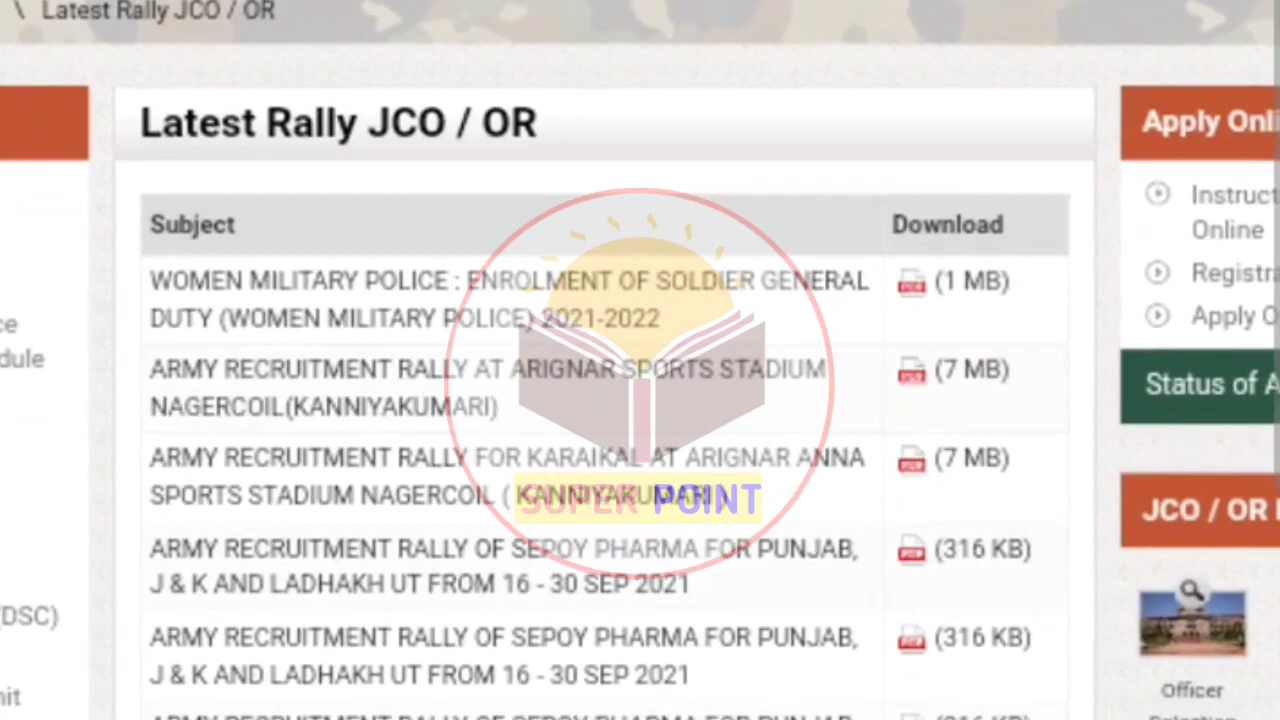 \ Latest Rally JCO / OR
Latest Rally JCO / OR
Subject Download
WOMEN MILITARY POLICE : ENROLMENT OF SOLDIER GENERAL
DUTY (WOMEN MILITARY POLICE) 2021-2022
(1 MB)
ARMY RECRUITMENT RALLY AT ARIGNAR SPORTS STADIUM
NAGERCOIL(KANNIYAKUMARI)
(7 MB)
ARMY RECRUITMENT RALLY FOR KARAIKAL AT ARIGNAR ANNA
SPORTS STADIUM NAGERCOIL ( KANNIYAKUMARI )
(7 MB)
ARMY RECRUITMENT RALLY OF SEPOY PHARMA FOR PUNJAB,
J & K AND LADHAKH UT FROM 16 - 30 SEP 2021
(316 KB)
ARMY RECRUITMENT RALLY OF SEPOY PHARMA FOR PUNJAB,
J & K AND LADHAKH UT FROM 16 - 30 SEP 2021
(316 KB)
SUPER POINT
Apply Onli
Instruct
Online
Registra
Apply O
Status of A
JCO / OR
Officer
dule
DSC)